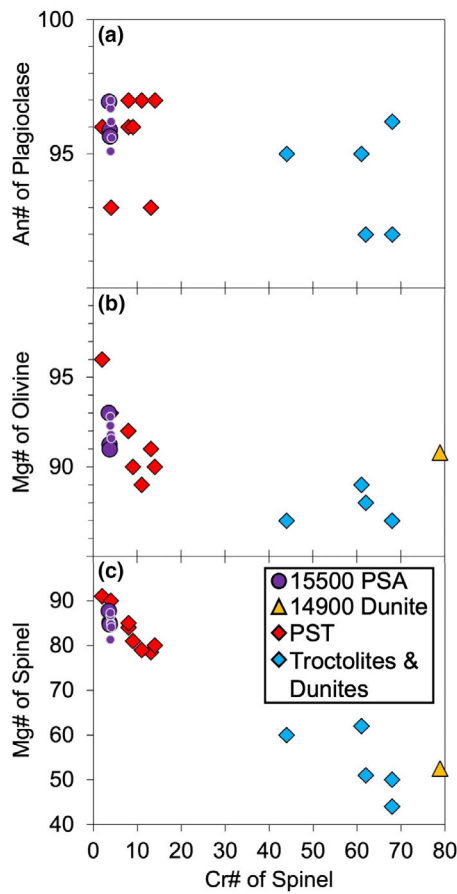 100
(a)
95
An# of Plagioclase
(b)
95
90
Mg# of Olivine
(c)
90
80
70
60
50
40
Mg# of Spinel
15500 PSA
14900 Dunite
PST
Troctolites &
Dunites
0 10 20 30 40 50 60 70 80
Cr# of Spinel